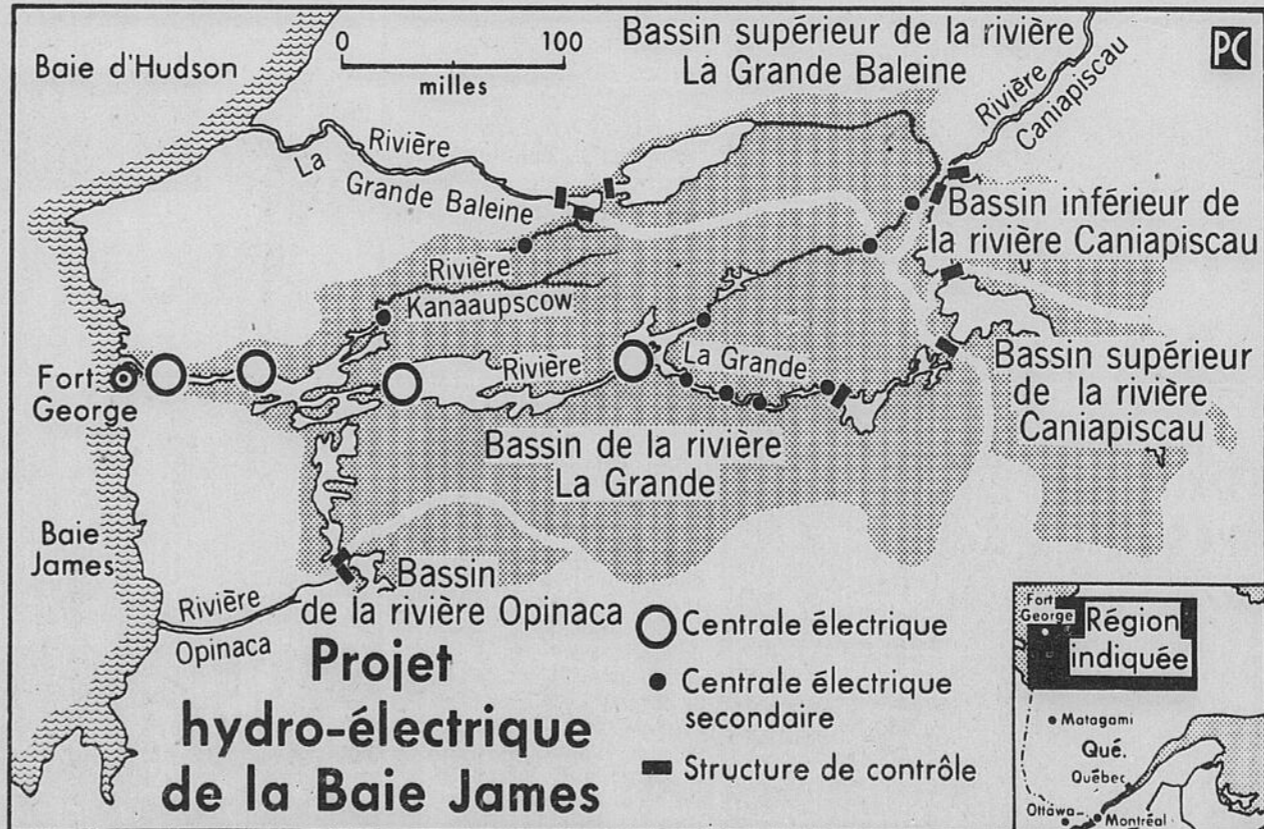 Baie d'Hudson
0 100
milles
Bassin supérieur de la rivière
La Grande Baleine
PC
Rivière
Caniapiscau
La Rivière
Grande Baleine
Bassin inférieur de
la rivière Caniapiscau
Rivière
Kanaaupscow
Fort
George
Rivière
La Grande
Bassin supérieur
de la rivière
Caniapiscau
Bassin de la rivière
La Grande
Baie
James
Rivière
Opinaca
Bassin
de la rivière Opinaca
Projet
hydro-électrique
de la Baie James
Centrale électrique
Centrale électrique
secondaire
Structure de contrôle
Fort
George
Région
indiquée
Matagami
Qué.
Québec
Ottawa
Montréal